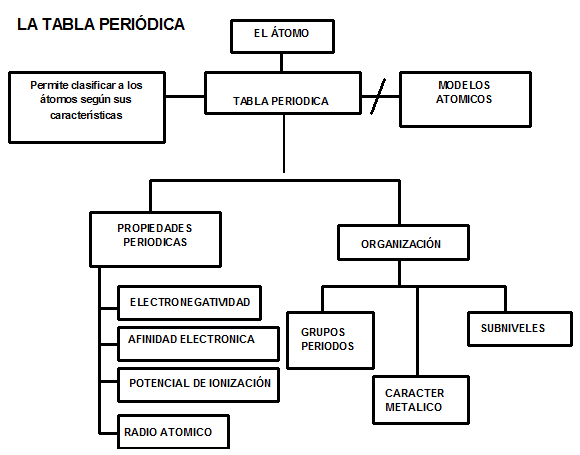 LA TABLA PERIÓDICA
EL ÁTOMO
Permite clasificar a los
átomos según sus
características
TABLA PERIODICA
MODELOS
ATOMICOS
PROPIEDADES
PERIODICAS
ORGANIZACIÓN
ELECTRONEGATIVIDAD
AFINIDAD ELECTRONICA
POTENCIAL DE IONIZACIÓN
RADIO ATOMICO
GRUPOS
PERIODOS
CARACTER
METALICO
SUBNIVELES